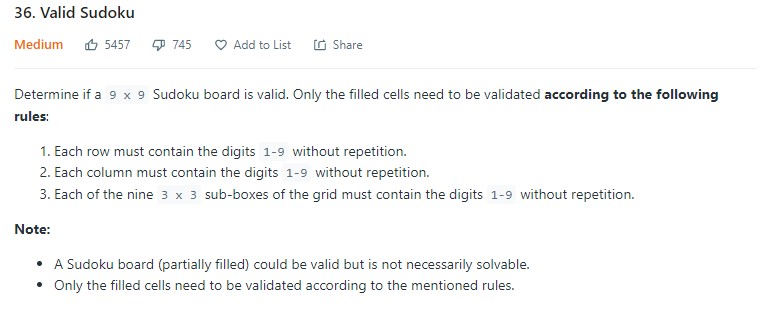 36. Valid Sudoku
Medium 5457 745 Add to List Share
Determine if a 9 x 9 Sudoku board is valid. Only the filled cells need to be validated according to the following
rules:
1. Each row must contain the digits 1-9 without repetition.
2. Each column must contain the digits 1-9 without repetition.
3. Each of the nine 3 x 3 sub-boxes of the grid must contain the digits 1-9 without repetition.
Note:
• A Sudoku board (partially filled) could be valid but is not necessarily solvable.
• Only the filled cells need to be validated according to the mentioned rules.